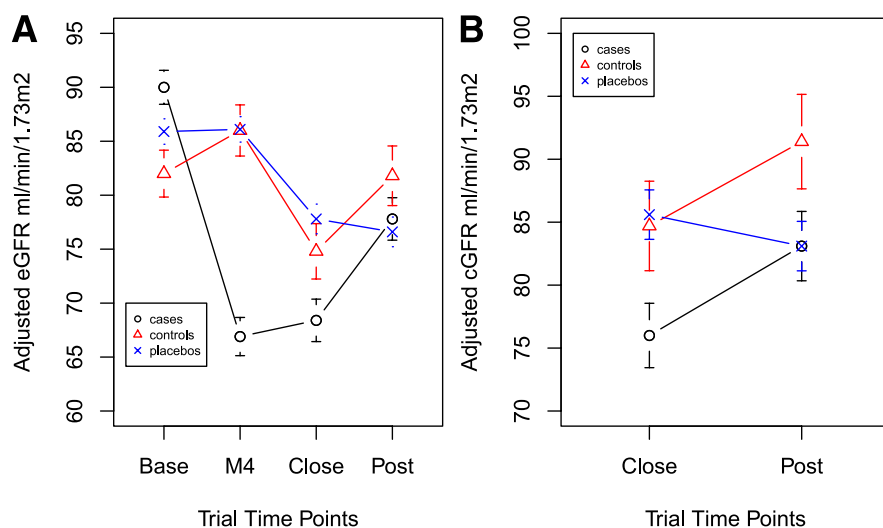 A
Adjusted eGFR ml/min/1.73m2
95
90
85
80
75
70
65
60
cases
controls
placebos
Base M4 Close Post
Trial Time Points
B
Adjusted cGFR ml/min/1.73m2
100
95
90
85
80
75
70
cases
controls
placebos
Close Post
Trial Time Points